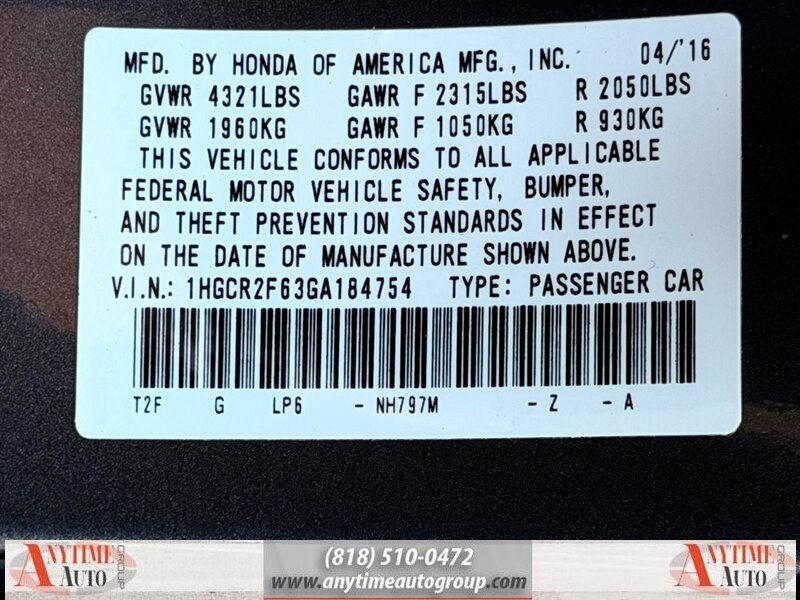 MFD. BY HONDA OF AMERICA MFG., INC. 04/'16
GVWR 4321LBS GAWR F 2315LBS R 2050LBS
GVWR 1960KG GAWR F 1050KG R 930KG
THIS VEHICLE CONFORMS TO ALL APPLICABLE
FEDERAL MOTOR VEHICLE SAFETY, BUMPER,
AND THEFT PREVENTION STANDARDS IN EFFECT
ON THE DATE OF MANUFACTURE SHOWN ABOVE.
V.I.N.: 1HGCR2F63GA184754 TYPE: PASSENGER CAR
T2F G LP6 - NH797M - Z - A
ANYTIME AUTO GROUP
(818) 510-0472
www.anytimeautogroup.com
ANYTIME AUTO GROUP